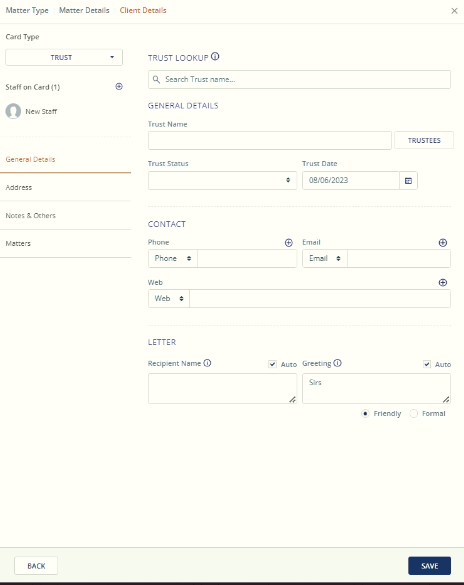 Matter Type Matter Details Client Details
Card Type
TRUST
Staff on Card (1)
New Staff
General Details
Address
Notes & Others
Matters
TRUST LOOKUP
Search Trust name...
GENERAL DETAILS
Trust Name
TRUSTEES
Trust Status Trust Date
08/06/2023
CONTACT
Phone Email
Phone Email
Web
Web
LETTER
Recipient Name Auto Greeting Auto
Sirs
Friendly Formal
BACK SAVE